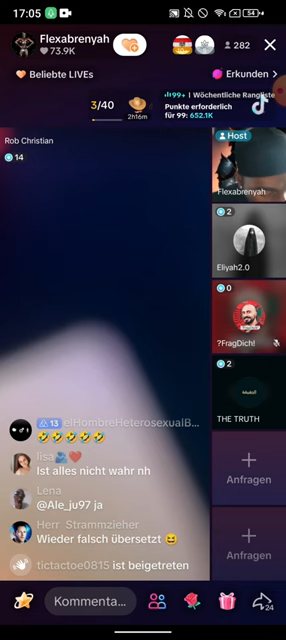 17:05
54
Flexabrenyah
73.9K
282
Beliebte LIVEs
Erkunden >
3/40
2h16m
99+ | Wöchentliche Rangliste
Punkte erforderlich
für 99: 652.1K
Rob Christian
14
Host
Flexabrenyah
2
Eliyah2.0
0
?FragDich!
2
THE TRUTH
Anfragen
Anfragen
13 elHombreHeterosexualB...
🤣🤣🤣🤣🤣
lisa🫂❤️
Ist alles nicht wahr nh
Lena
@Ale_ju97 ja
Herr Strammzieher
Wieder falsch übersetzt 😆
tictactoe0815 ist beigetreten
Kommenta...
24